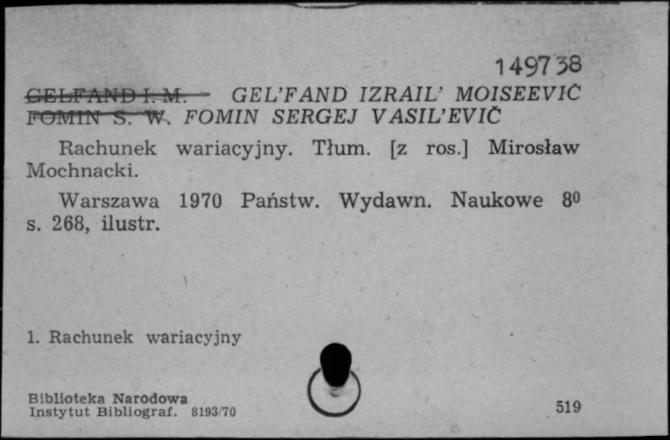 149738
GELFAND I. M. GEL'FAND IZRAIL' MOISEEVIČ
FOMIN S. W. FOMIN SERGEJ VASIL'EVIČ
Rachunek wariacyjny. Tłum. [z ros.] Mirosław
Mochnacki.
Warszawa 1970 Państw. Wydawn. Naukowe 8⁰
s. 268, ilustr.
1. Rachunek wariacyjny
Biblioteka Narodowa
Instytut Bibliograf. 8193/70 519